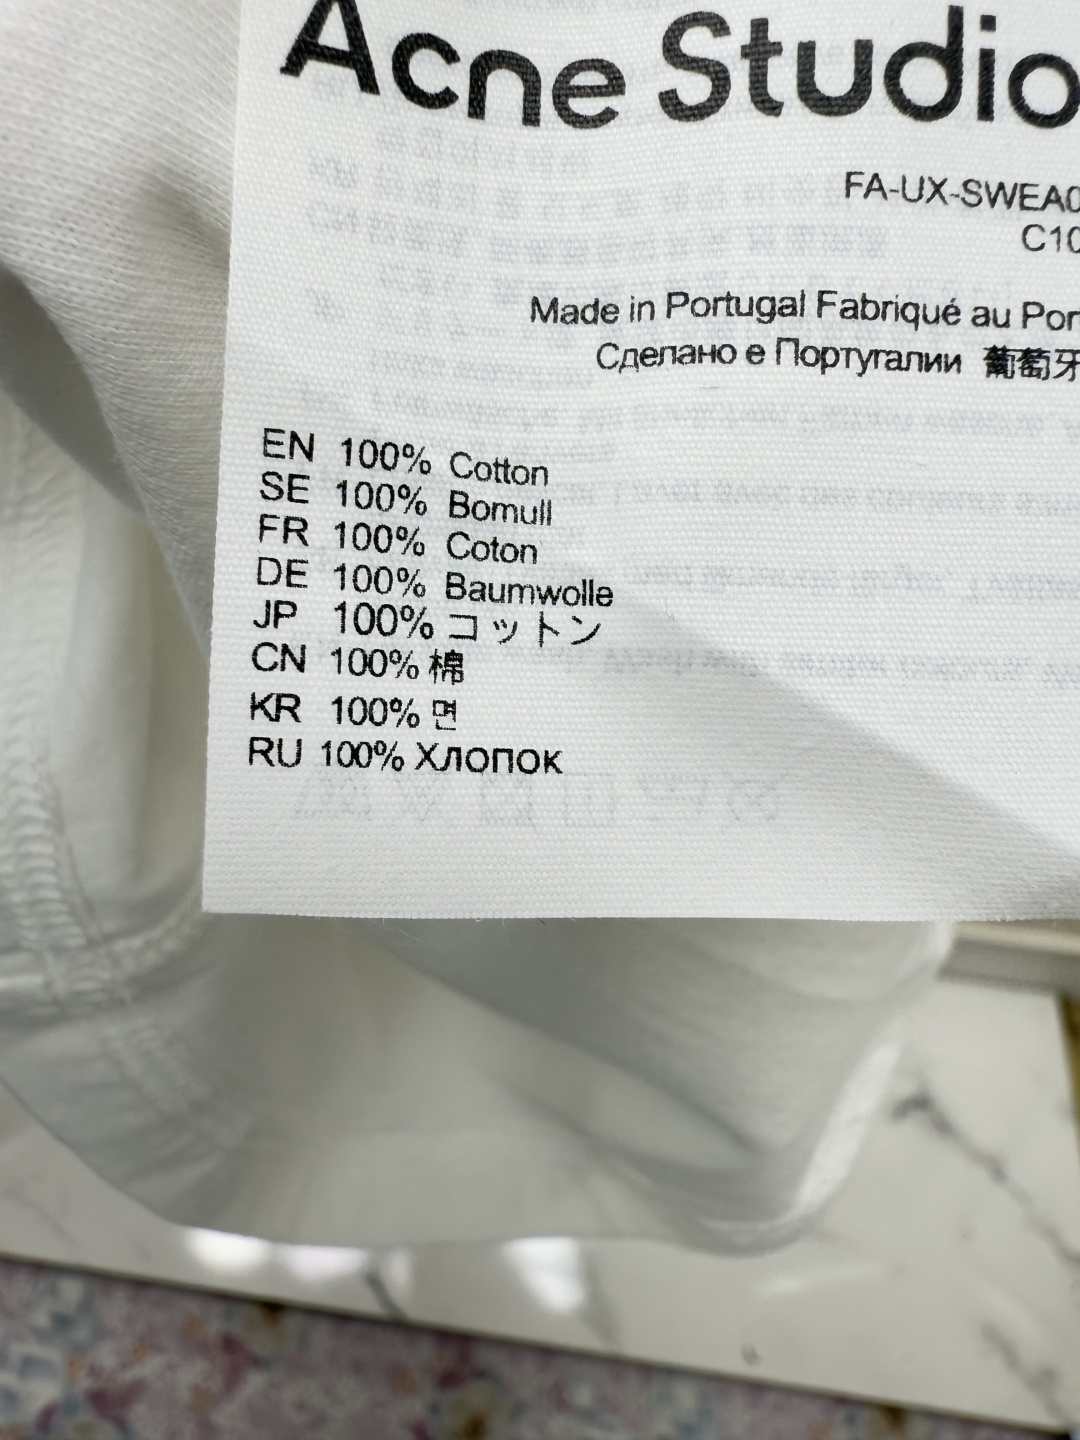 Acne Studio
FA-UX-SWEA0
C10
Made in Portugal Fabriqué au Por
Сделано е Португалии 葡萄牙
EN 100% Cotton
SE 100% Bomull
FR 100% Coton
DE 100% Baumwolle
JP 100% コットン
CN 100% 棉
KR 100% 면
RU 100% Хлопок